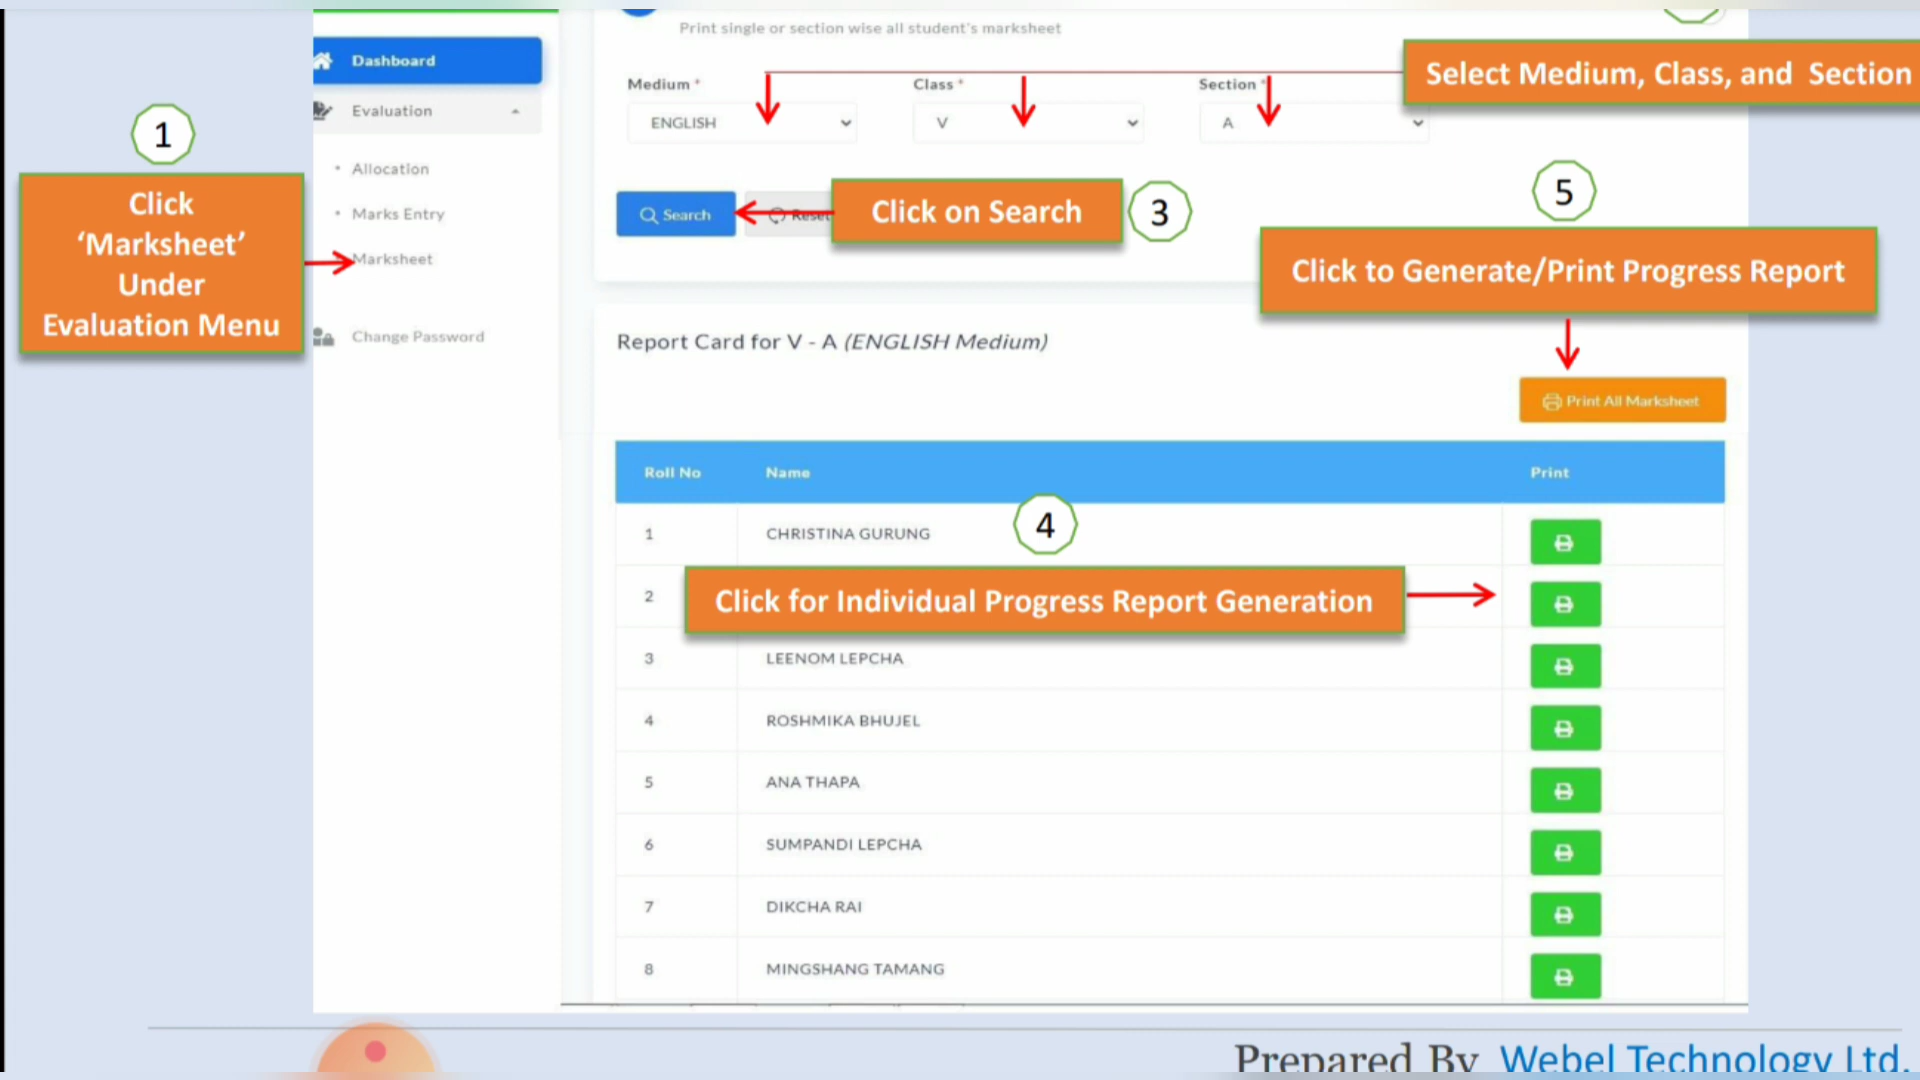 Print single or section wise all student's marksheet
Dashboard
Select Medium, Class, and Section
Medium *
Class *
Section *
Evaluation
ENGLISH
V
A
1
Allocation
Click
‘Marksheet’
Under
Evaluation Menu
Marks Entry
Search
Reset
Click on Search
3
5
Marksheet
Click to Generate/Print Progress Report
Change Password
Report Card for V - A (ENGLISH Medium)
Print All Marksheet
Roll No
Name
Print
1
CHRISTINA GURUNG
4
2
Click for Individual Progress Report Generation
3
LEENOM LEPCHA
4
ROSHMIKA BHUJEL
5
ANA THAPA
6
SUMPANDI LEPCHA
7
DIKCHA RAI
8
MINGSHANG TAMANG
Prepared By Webel Technology Ltd.